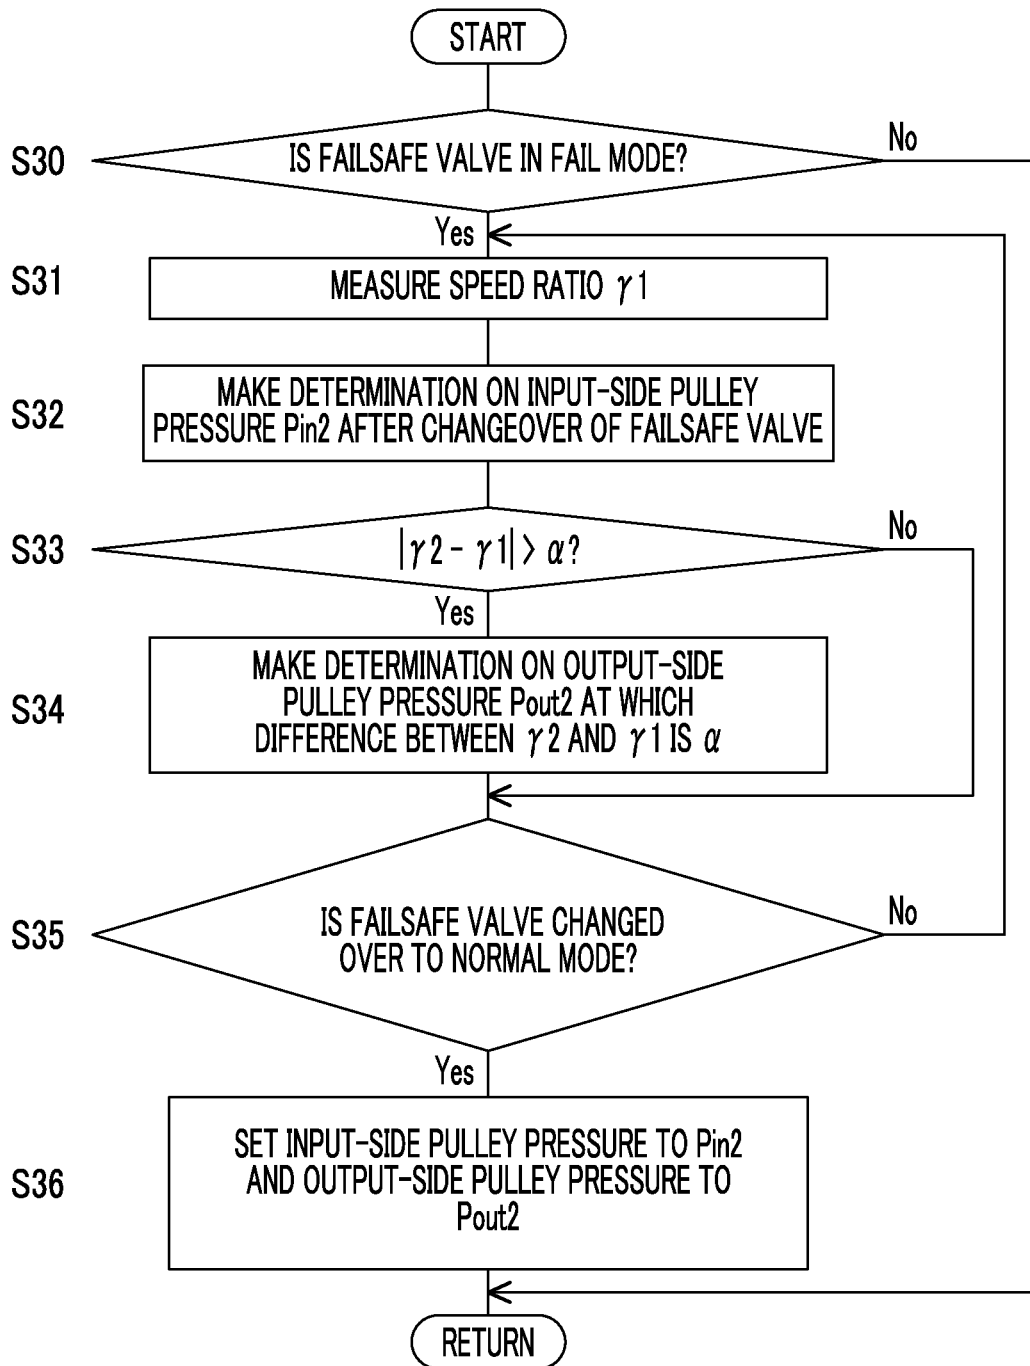 START
S30
IS FAILSAFE VALVE IN FAIL MODE?
No
Yes
S31
MEASURE SPEED RATIO γ1
S32
MAKE DETERMINATION ON INPUT-SIDE PULLEY
PRESSURE Pin2 AFTER CHANGEOVER OF FAILSAFE VALVE
S33
|γ2 - γ1| > α?
No
Yes
S34
MAKE DETERMINATION ON OUTPUT-SIDE
PULLEY PRESSURE Pout2 AT WHICH
DIFFERENCE BETWEEN γ2 AND γ1 IS α
S35
IS FAILSAFE VALVE CHANGED
OVER TO NORMAL MODE?
No
Yes
S36
SET INPUT-SIDE PULLEY PRESSURE TO Pin2
AND OUTPUT-SIDE PULLEY PRESSURE TO
Pout2
RETURN